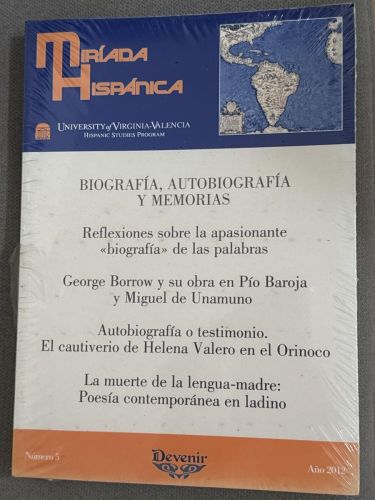 MIRÍADA
HISPÁNICA
UNIVERSITY of VIRGINIA-VALENCIA
HISPANIC STUDIES PROGRAM
BIOGRAFÍA, AUTOBIOGRAFÍA
Y MEMORIAS
Reflexiones sobre la apasionante
«biografía» de las palabras
George Borrow y su obra en Pío Baroja
y Miguel de Unamuno
Autobiografía o testimonio.
El cautiverio de Helena Valero en el Orinoco
La muerte de la lengua-madre:
Poesía contemporánea en ladino
Número 5
Devenir
Año 2012